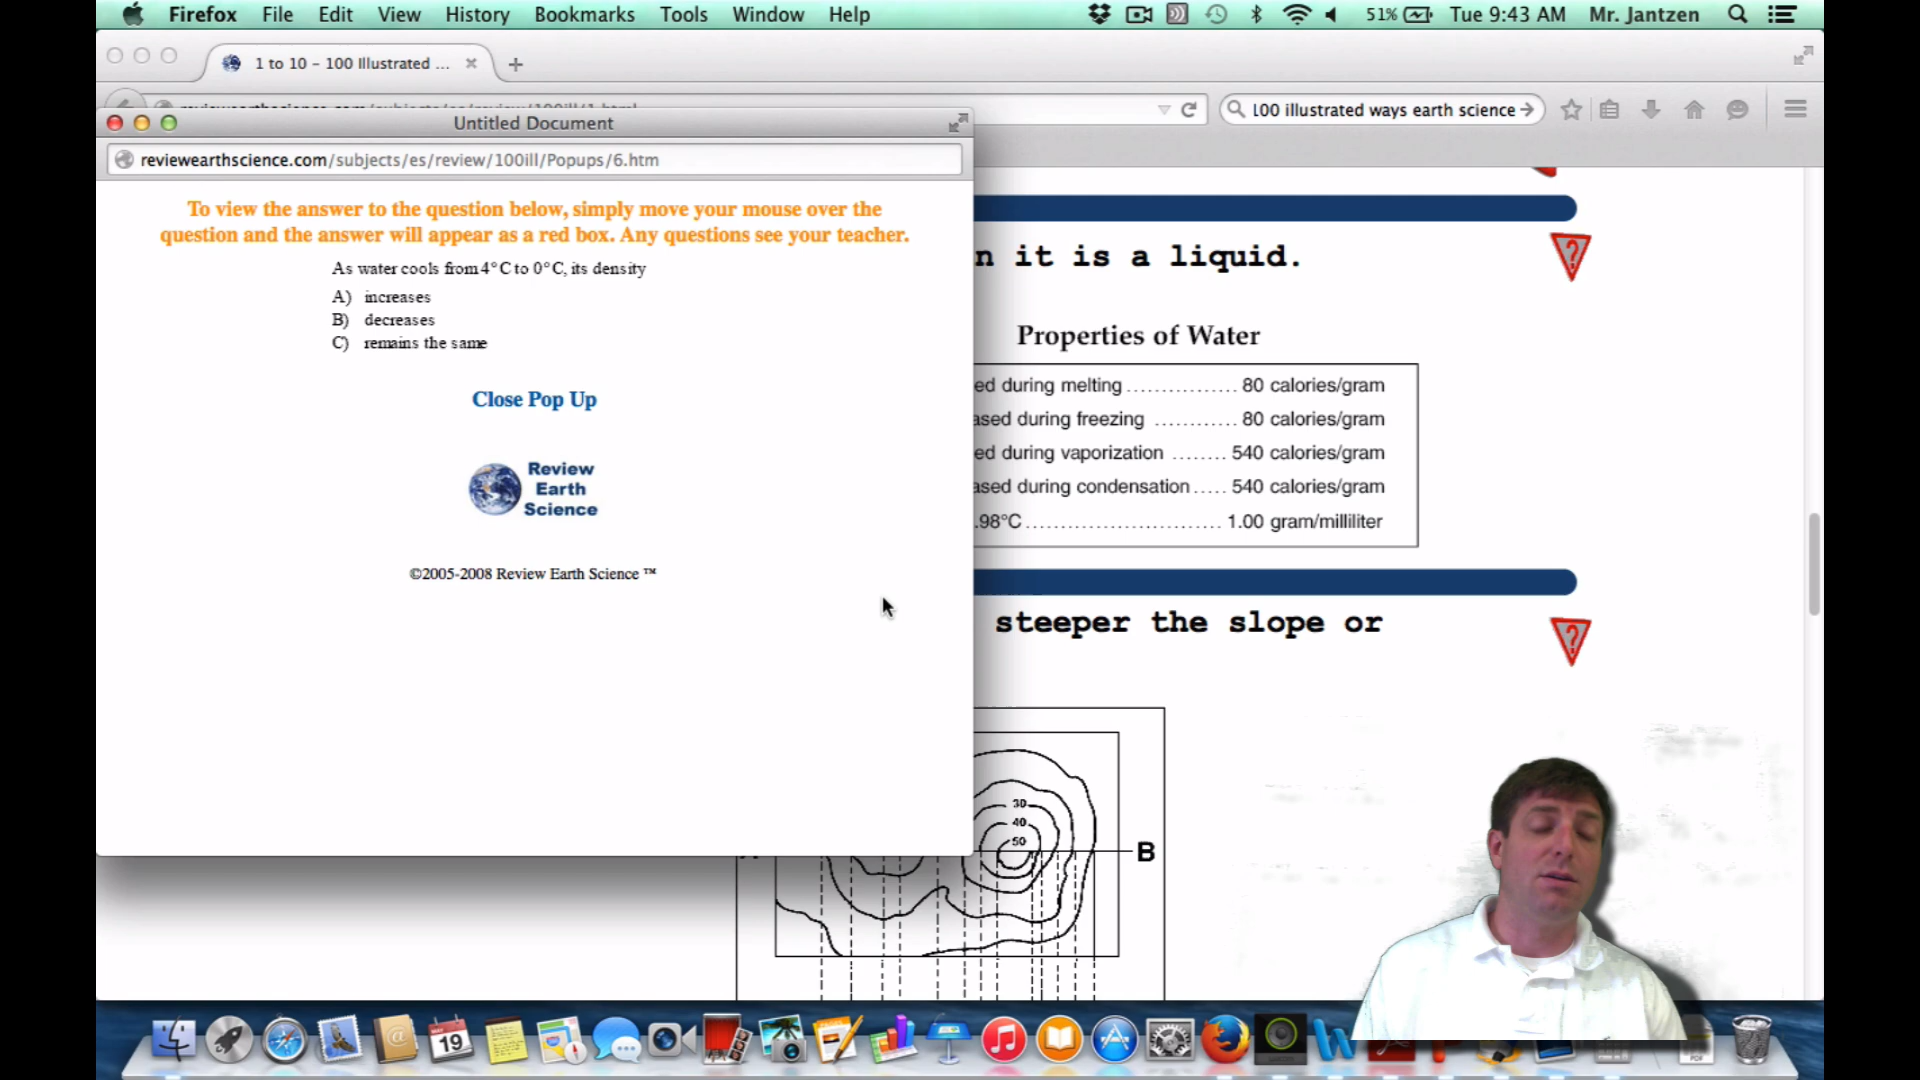 Firefox File Edit View History Bookmarks Tools Window Help
51% Tue 9:43 AM Mr. Jantzen
1 to 10 - 100 Illustrated ...
100 illustrated ways earth science
Untitled Document
reviewearthscience.com/subjects/es/review/100ill/Popups/6.htm
To view the answer to the question below, simply move your mouse over the
question and the answer will appear as a red box. Any questions see your teacher.
As water cools from 4°C to 0°C, its density
A) increases
B) decreases
C) remains the same
Close Pop Up
Review
Earth
Science
©2005-2008 Review Earth Science ™
n it is a liquid.
?
Properties of Water
ed during melting ................ 80 calories/gram
ased during freezing ............ 80 calories/gram
ed during vaporization ........ 540 calories/gram
ased during condensation ..... 540 calories/gram
.98°C ............................ 1.00 gram/milliliter
steeper the slope or
?
30
40
50
B
MAY
19
PDF